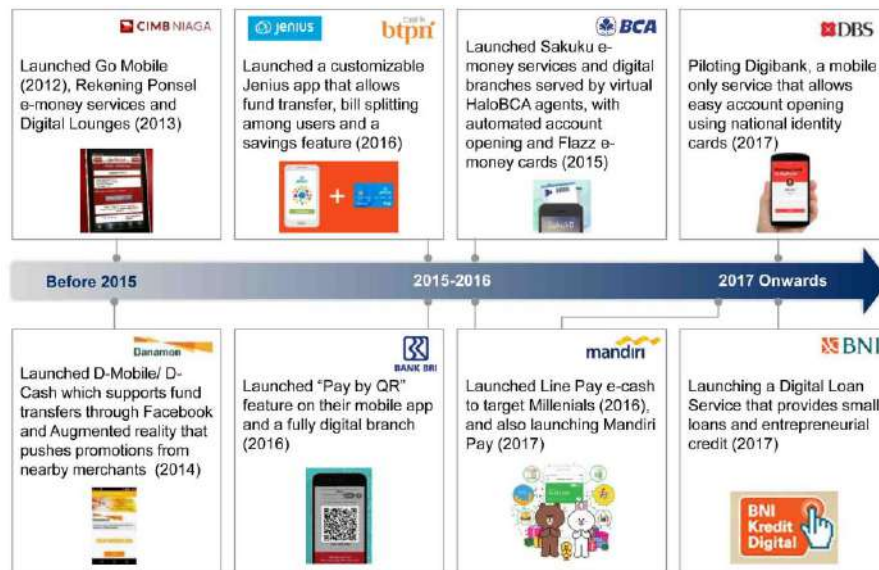 CIMB NIAGA
Launched Go Mobile
(2012), Rekening Ponsel
e-money services and
Digital Lounges (2013)
jenius
btpn
Launched a customizable
Jenius app that allows
fund transfer, bill splitting
among users and a
savings feature (2016)
BCA
Launched Sakuku e-
money services and digital
branches served by virtual
HaloBCA agents, with
automated account
opening and Flazz e-
money cards (2015)
DBS
Piloting Digibank, a mobile
only service that allows
easy account opening
using national identity
cards (2017)
Before 2015
2015-2016
2017 Onwards
Danamon
Launched D-Mobile/ D-
Cash which supports fund
transfers through Facebook
and Augmented reality that
pushes promotions from
nearby merchants (2014)
BANK BRI
Launched “Pay by QR”
feature on their mobile app
and a fully digital branch
(2016)
mandiri
Launched Line Pay e-cash
to target Millenials (2016),
and also launching Mandiri
Pay (2017)
BNI
Launching a Digital Loan
Service that provides small
loans and entrepreneurial
credit (2017)
BNI
Kredit
Digital